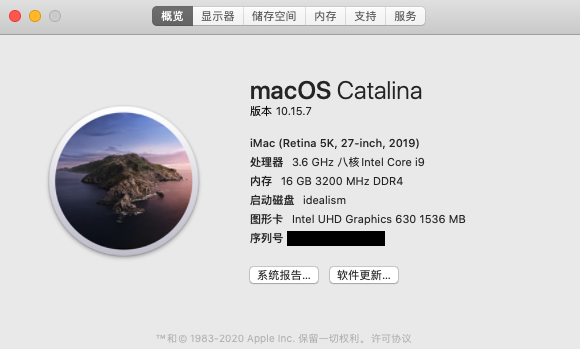 概览 显示器 储存空间 内存 支持 服务
macOS Catalina
版本 10.15.7
iMac (Retina 5K, 27-inch, 2019)
处理器 3.6 GHz 八核Intel Core i9
内存 16 GB 3200 MHz DDR4
启动磁盘 idealism
图形卡 Intel UHD Graphics 630 1536 MB
序列号
系统报告... 软件更新...
™和© 1983-2020 Apple Inc. 保留一切权利。许可协议